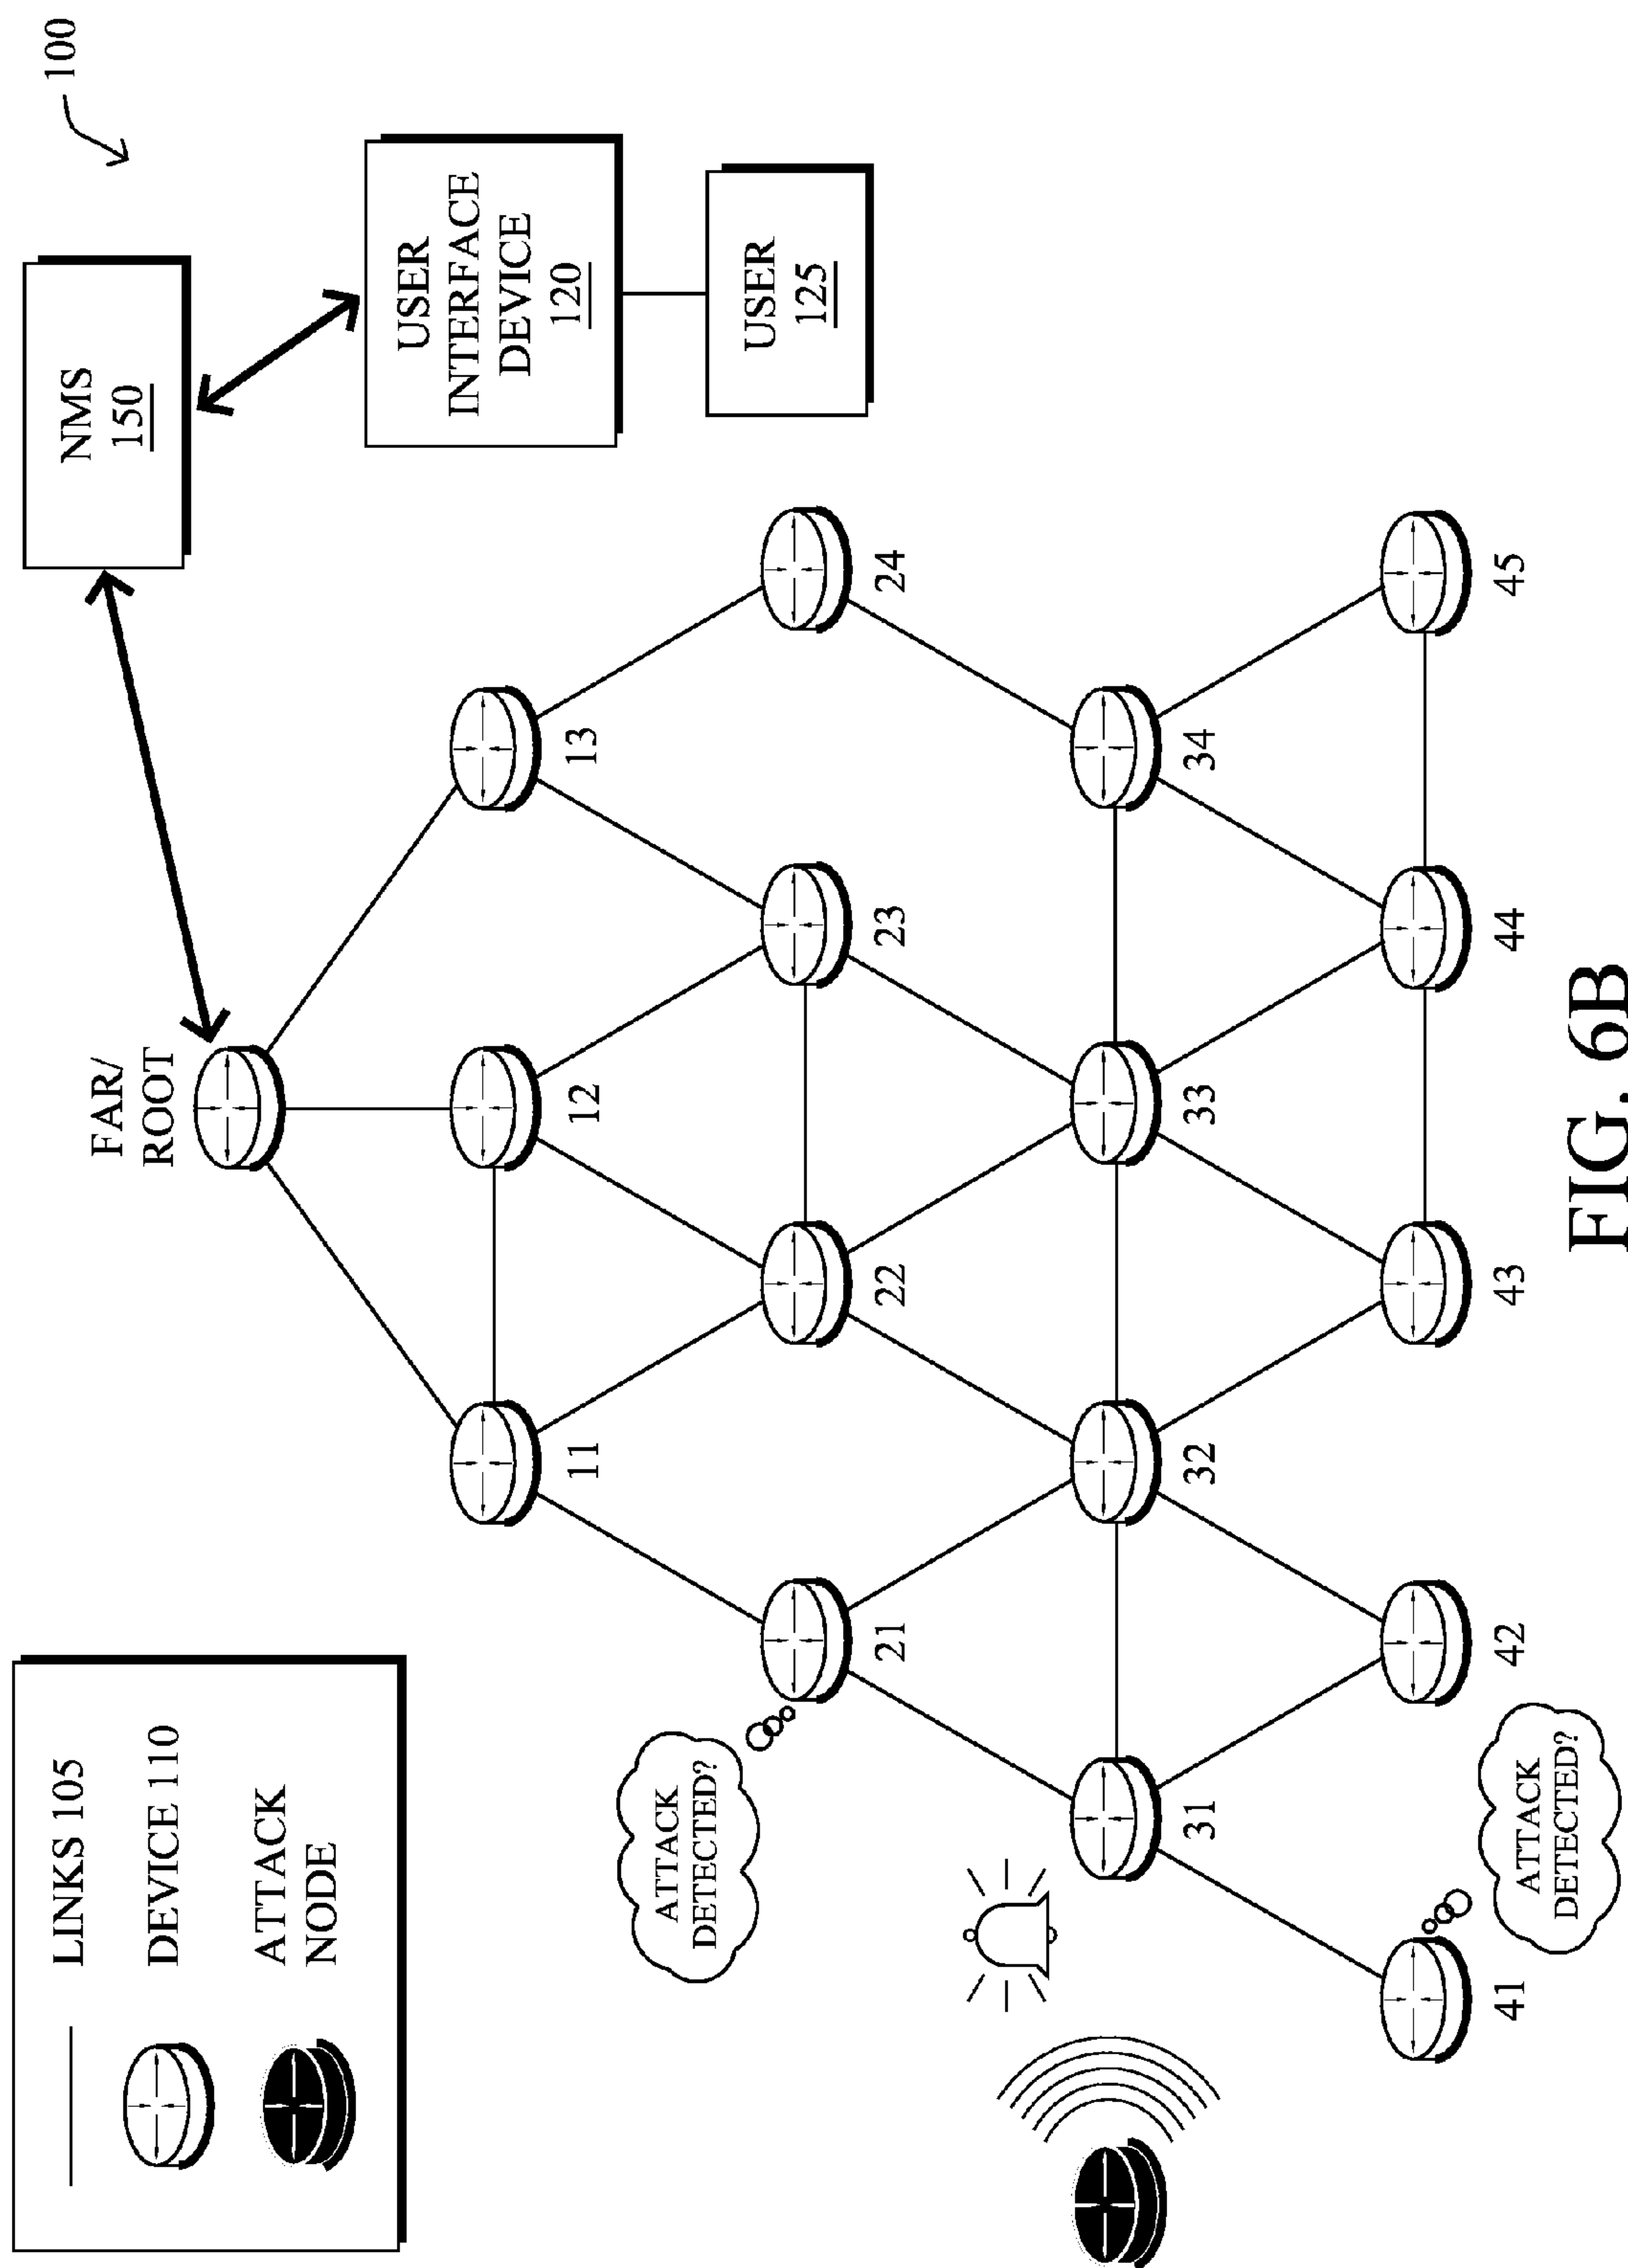 100
NMS
150
FAR/
ROOT
USER
INTERFACE
DEVICE
120
USER
125
LINKS 105
DEVICE 110
ATTACK
NODE
11
12
13
ATTACK
DETECTED?
21
22
23
24
31
32
33
34
41
42
43
44
45
ATTACK
DETECTED?
FIG. 6B